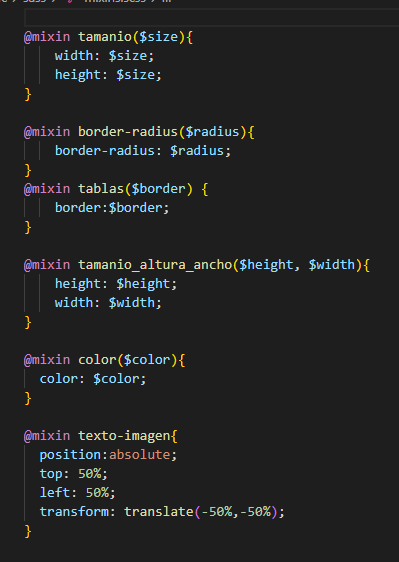 @mixin tamanio($size){
width: $size;
height: $size;
}
@mixin border-radius($radius){
border-radius: $radius;
}
@mixin tablas($border) {
border:$border;
}
@mixin tamanio_altura_ancho($height, $width){
height: $height;
width: $width;
}
@mixin color($color){
color: $color;
}
@mixin texto-imagen{
position:absolute;
top: 50%;
left: 50%;
transform: translate(-50%,-50%);
}